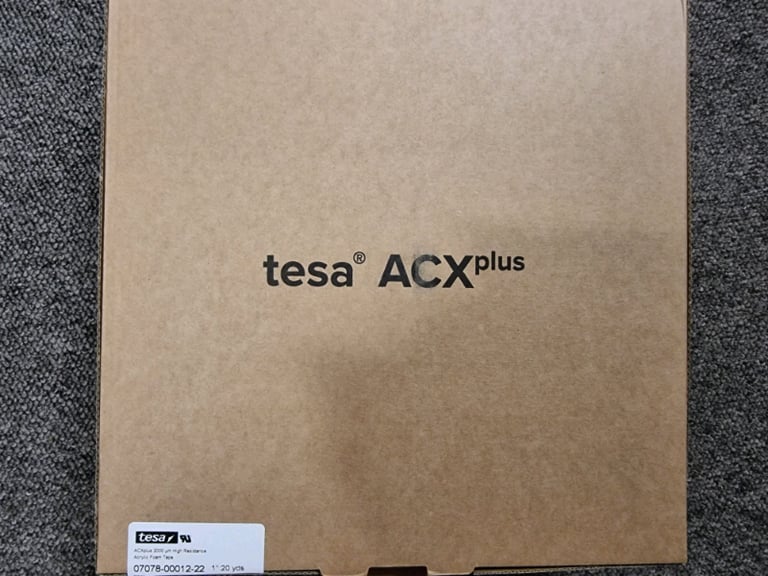 tesa® ACXplus
tesa
ACXplus 2000 µm High Resistance
Acrylic Foam Tape
07078-00012-22 1" 20 yds